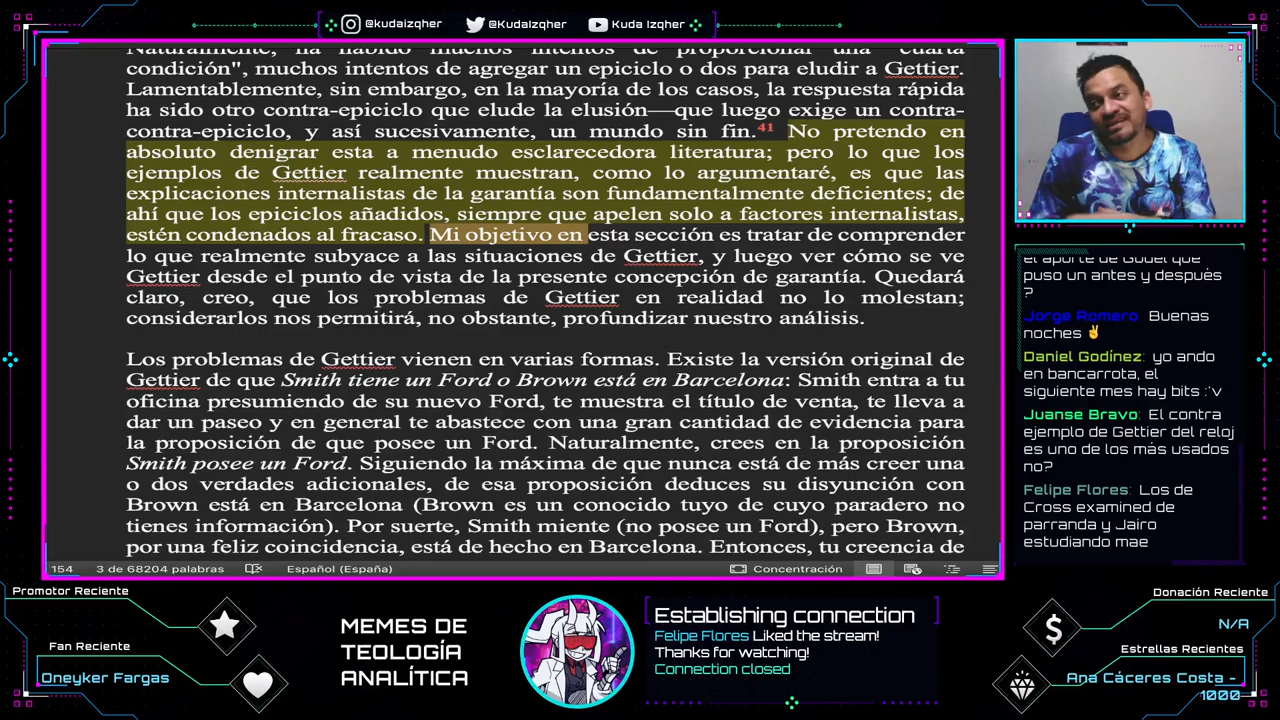 @kudaizqher @KudaIzqher Kuda Izqher
Naturalmente, ha habido muchos intentos de proporcionar una "cuarta
condición", muchos intentos de agregar un epiciclo o dos para eludir a Gettier.
Lamentablemente, sin embargo, en la mayoría de los casos, la respuesta rápida
ha sido otro contra-epiciclo que elude la elusión—que luego exige un contra-
contra-epiciclo, y así sucesivamente, un mundo sin fin.41 No pretendo en
absoluto denigrar esta a menudo esclarecedora literatura; pero lo que los
ejemplos de Gettier realmente muestran, como lo argumentaré, es que las
explicaciones internalistas de la garantía son fundamentalmente deficientes; de
ahí que los epiciclos añadidos, siempre que apelen solo a factores internalistas,
estén condenados al fracaso. Mi objetivo en esta sección es tratar de comprender
lo que realmente subyace a las situaciones de Gettier, y luego ver cómo se ve
Gettier desde el punto de vista de la presente concepción de garantía. Quedará
claro, creo, que los problemas de Gettier en realidad no lo molestan;
considerarlos nos permitirá, no obstante, profundizar nuestro análisis.
Los problemas de Gettier vienen en varias formas. Existe la versión original de
Gettier de que Smith tiene un Ford o Brown está en Barcelona: Smith entra a tu
oficina presumiendo de su nuevo Ford, te muestra el título de venta, te lleva a
dar un paseo y en general te abastece con una gran cantidad de evidencia para
la proposición de que posee un Ford. Naturalmente, crees en la proposición
Smith posee un Ford. Siguiendo la máxima de que nunca está de más creer una
o dos verdades adicionales, de esa proposición deduces su disyunción con
Brown está en Barcelona (Brown es un conocido tuyo de cuyo paradero no
tienes información). Por suerte, Smith miente (no posee un Ford), pero Brown,
por una feliz coincidencia, está de hecho en Barcelona. Entonces, tu creencia de
154 3 de 68204 palabras Español (España) Concentración
el aporte de Godel que
puso un antes y después
?
Jorge Romero: Buenas
noches ✌
Daniel Godínez: yo ando
en bancarrota, el
siguiente mes hay bits :'v
Juanse Bravo: El contra
ejemplo de Gettier del reloj
es uno de los más usados
no?
Felipe Flores: Los de
Cross examined de
parranda y Jairo
estudiando mae
Promotor Reciente
Fan Reciente
Oneyker Fargas
MEMES DE
TEOLOGÍA
ANALÍTICA
Establishing connection
Felipe Flores Liked the stream!
Thanks for watching!
Connection closed
Donación Reciente
$ N/A
Estrellas Recientes
Ana Cáceres Costa -
1000